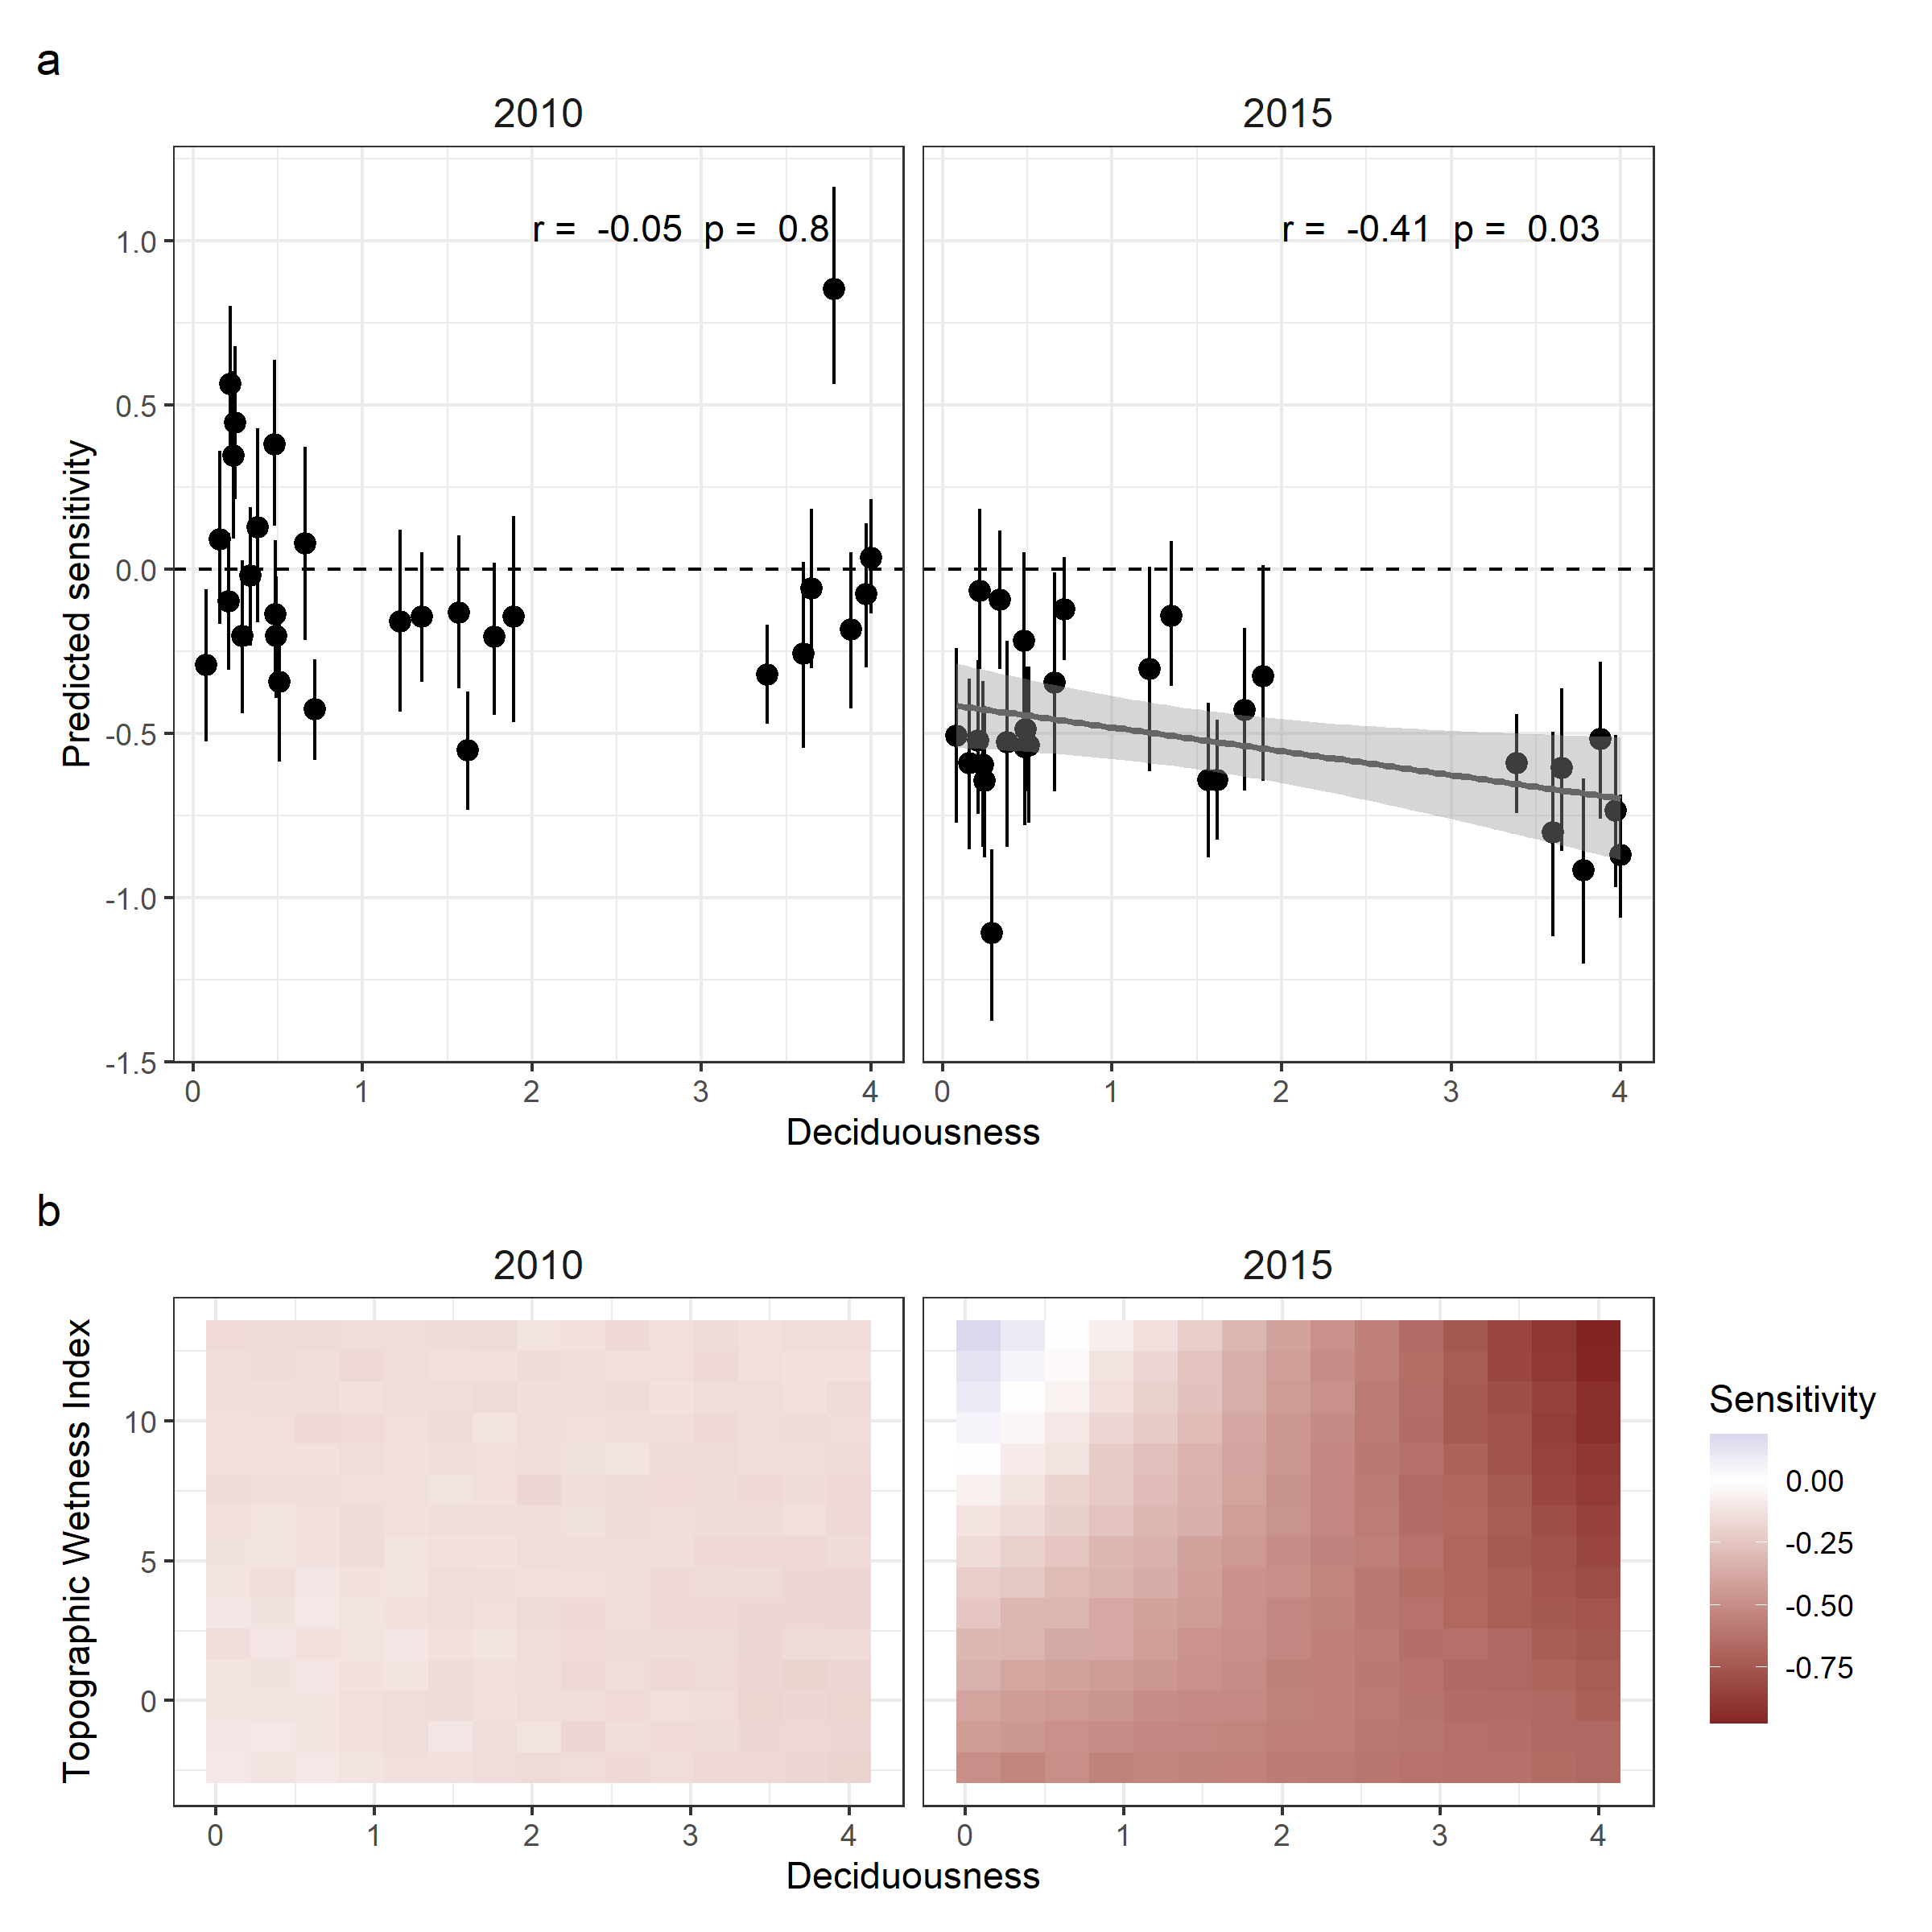 a
2010 2015
r = -0.05 p = 0.8
r = -0.41 p = 0.03
Predicted sensitivity
1.0
0.5
0.0
-0.5
-1.0
-1.5
0 1 2 3 4 0 1 2 3 4
Deciduousness
b
2010 2015
Topographic Wetness Index
10
5
0
0 1 2 3 4 0 1 2 3 4
Deciduousness
Sensitivity
0.00
-0.25
-0.50
-0.75